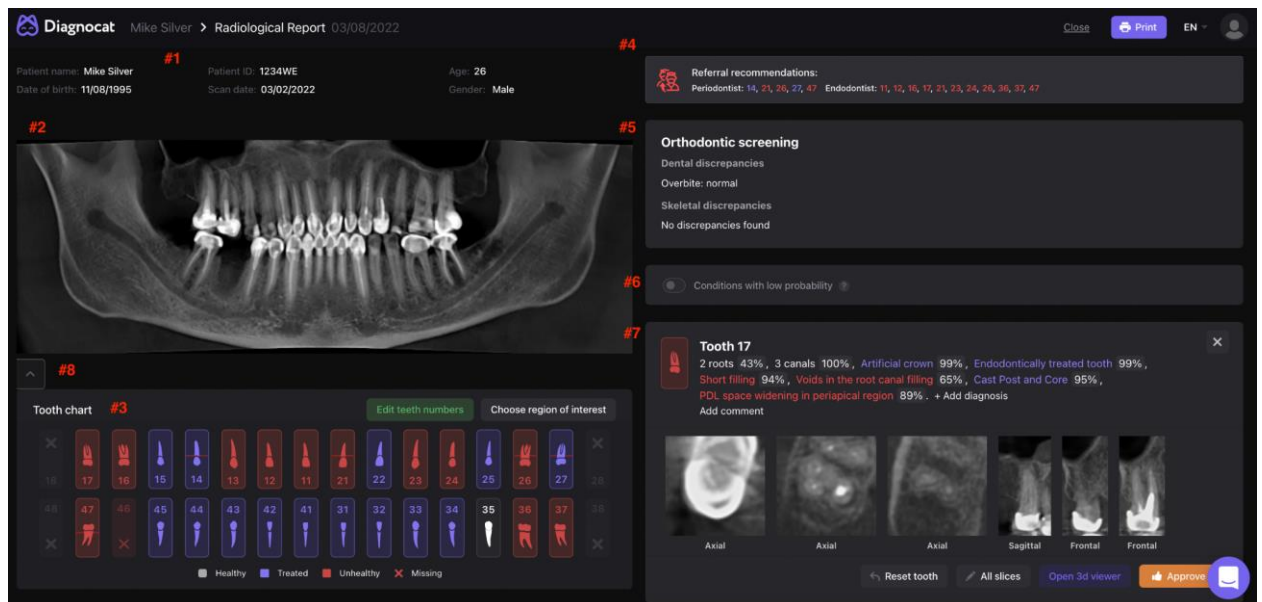 Diagnocat Mike Silver > Radiological Report 03/08/2022 Close Print EN
#1
Patient name: Mike Silver Patient ID: 1234WE Age: 26
Date of birth: 11/08/1995 Scan date: 03/02/2022 Gender: Male
#2
#3
Tooth chart Edit teeth numbers Choose region of interest
18 17 16 15 14 13 12 11 21 22 23 24 25 26 27 28
48 47 46 45 44 43 42 41 31 32 33 34 35 36 37 38
Healthy Treated Unhealthy Missing
#8
#4
Referral recommendations:
Periodontist: 14, 21, 26, 27, 47 Endodontist: 11, 12, 16, 17, 21, 23, 24, 26, 36, 37, 47
#5
Orthodontic screening
Dental discrepancies
Overbite: normal
Skeletal discrepancies
No discrepancies found
#6
Conditions with low probability ?
#7
Tooth 17
2 roots 43%, 3 canals 100%, Artificial crown 99%, Endodontically treated tooth 99%,
Short filling 94%, Voids in the root canal filling 65%, Cast Post and Core 95%,
PDL space widening in periapical region 89%. + Add diagnosis
Add comment
Axial Axial Axial Sagittal Frontal Frontal
Reset tooth All slices Open 3d viewer Approve